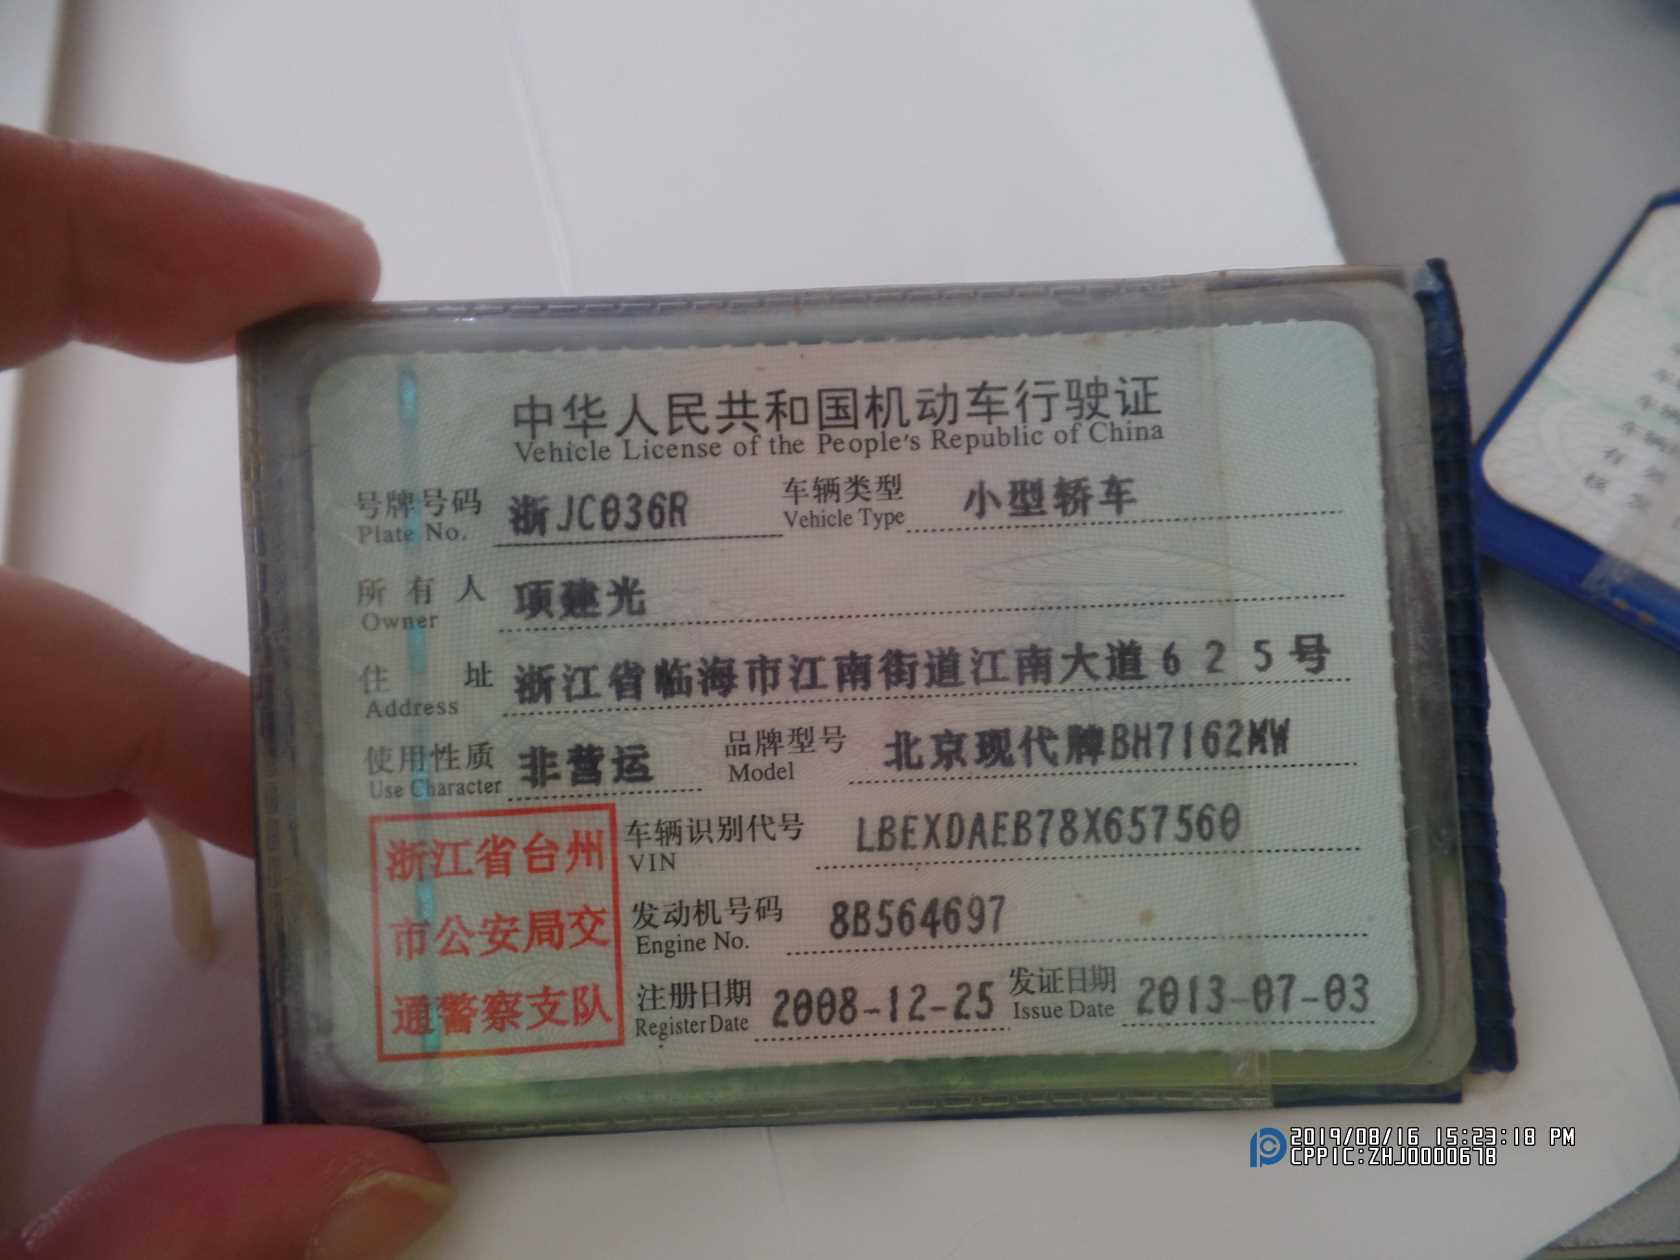 中华人民共和国机动车行驶证
Vehicle License of the People's Republic of China
号牌号码 浙JC036R 车辆类型 小型轿车
Plate No. Vehicle Type
所有人 项建光
Owner
住址 浙江省临海市江南街道江南大道625号
Address
使用性质 非营运 品牌型号 北京现代牌BH7162MW
Use Character Model
浙江省台州
市公安局交
通警察支队
车辆识别代号 LBEXDAEB78X657560
VIN
发动机号码 8B564697
Engine No.
注册日期 2008-12-25 发证日期 2013-07-03
Register Date Issue Date
2019/08/16 15:23:18 PM
CPPIC:ZHJ0000678